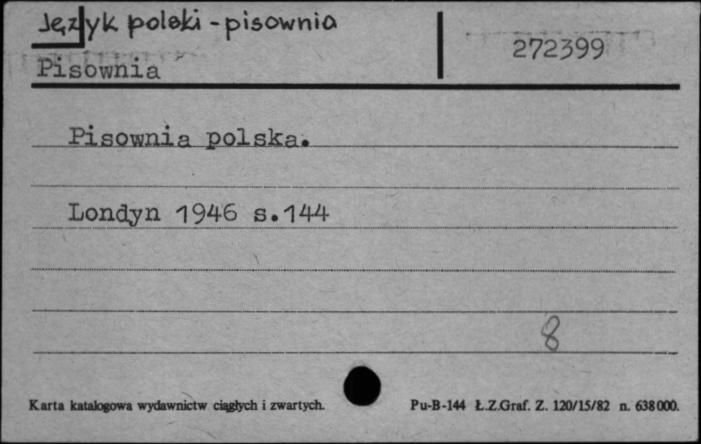 Język polski - pisownia
272399
Pisownia
Pisownia polska.
Londyn 1946 s.144
8
Karta katalogowa wydawnictw ciągłych i zwartych.
Pu-B-144 Ł.Z.Graf. Z. 120/15/82 n. 638000.